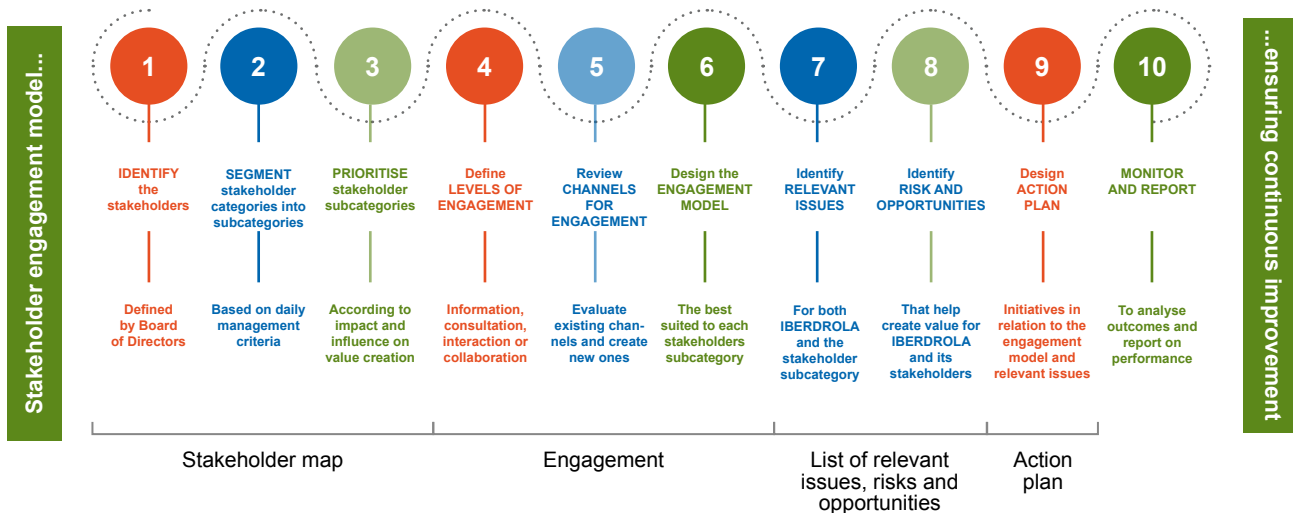 Stakeholder engagement model...
1
2
3
4
5
6
7
8
9
10
IDENTIFY
the
stakeholders
SEGMENT
stakeholder
categories into
subcategories
PRIORITISE
stakeholder
subcategories
Define
LEVELS OF
ENGAGEMENT
Review
CHANNELS
FOR
ENGAGEMENT
Design the
ENGAGEMENT
MODEL
Identify
RELEVANT
ISSUES
Identify
RISK AND
OPPORTUNITIES
Design
ACTION
PLAN
MONITOR
AND REPORT
Defined
by Board
of Directors
Based on daily
management
criteria
According to
impact and
influence on
value creation
Information,
consultation,
interaction or
collaboration
Evaluate
existing chan-
nels and create
new ones
The best
suited to each
stakeholders
subcategory
For both
IBERDROLA
and the
stakeholder
subcategory
That help
create value for
IBERDROLA
and its
stakeholders
Initiatives in
relation to the
engagement
model and
relevant issues
To analyse
outcomes and
report on
performance
Stakeholder map
Engagement
List of relevant
issues, risks and
opportunities
Action
plan
...ensuring continuous improvement